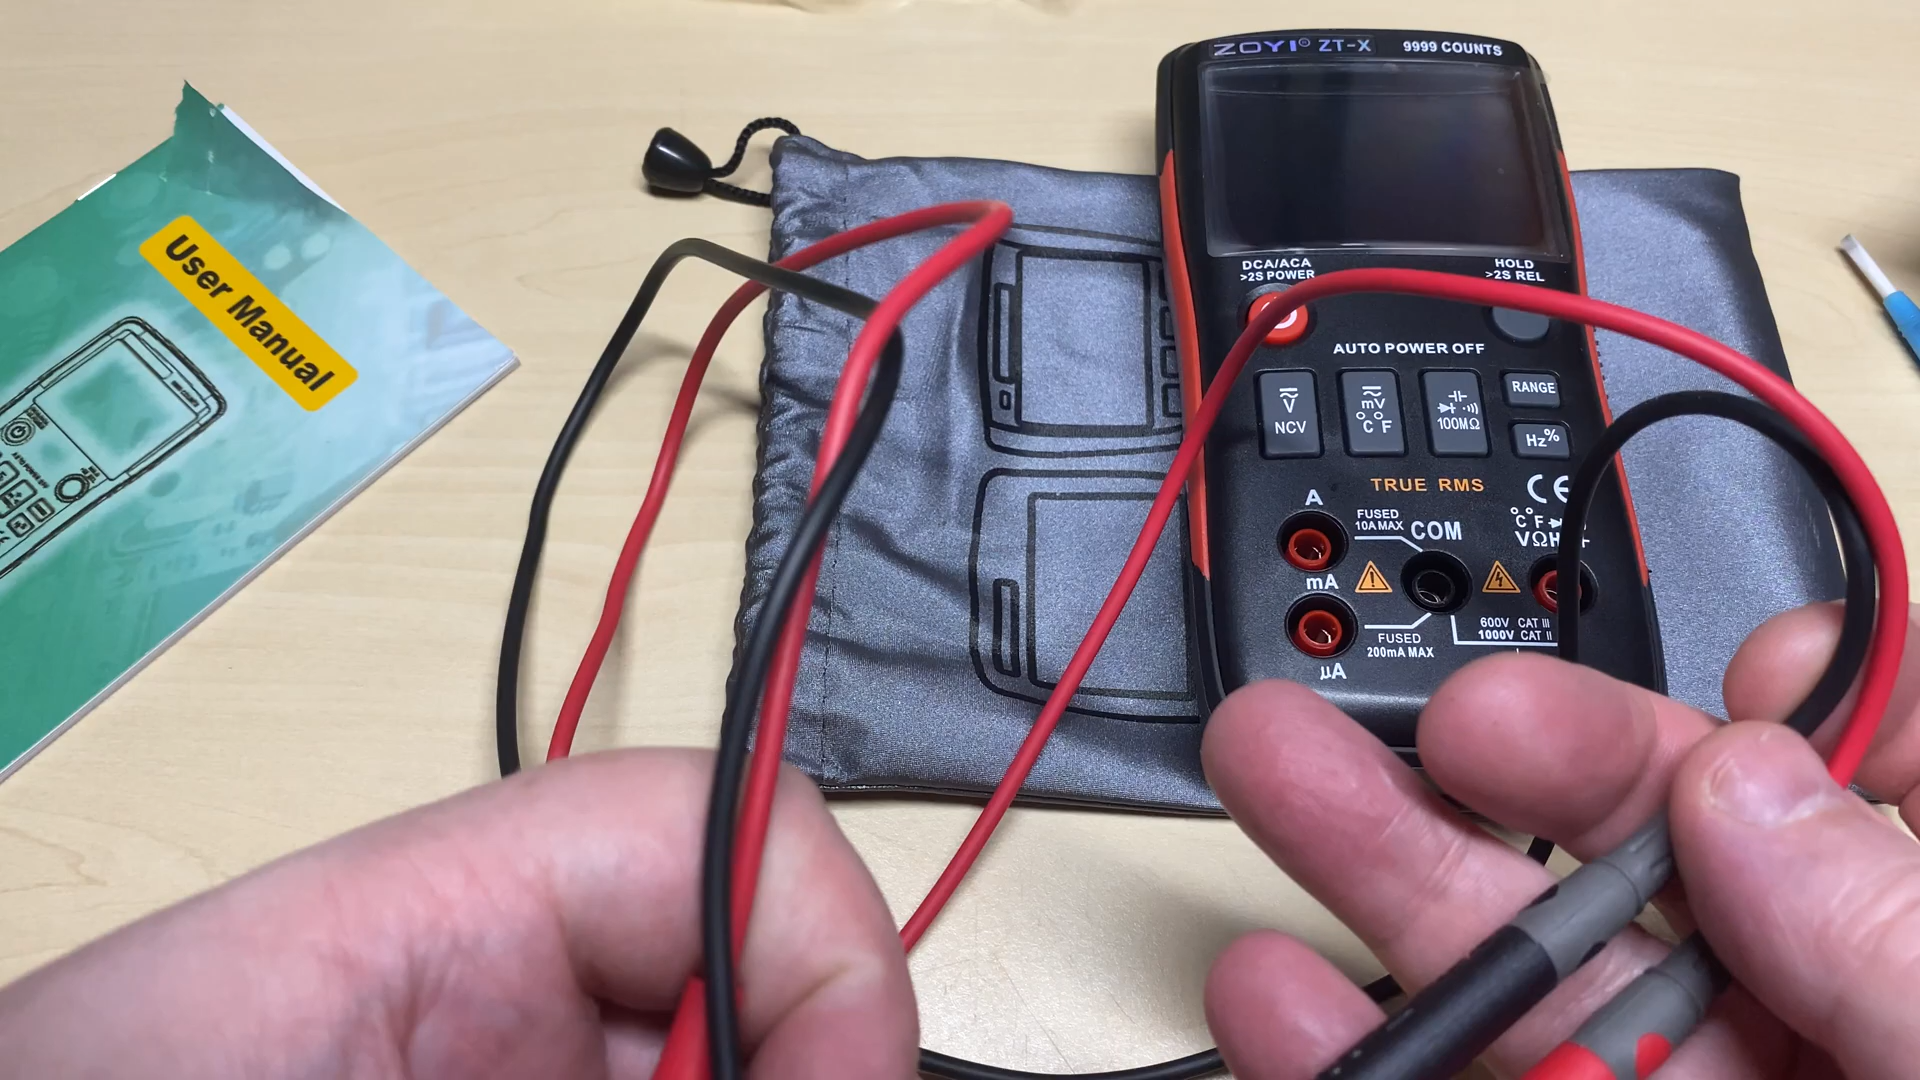 User Manual
ZOYI® ZT-X 9999 COUNTS
DCA/ACA
>2S POWER
HOLD
>2S REL
AUTO POWER OFF
V
NCV
mV
°C °F
100MΩ
RANGE
Hz%
TRUE RMS
CE
A
FUSED
10A MAX
COM
°C°F
VΩH
mA
600V CAT III
1000V CAT II
FUSED
200mA MAX
μA